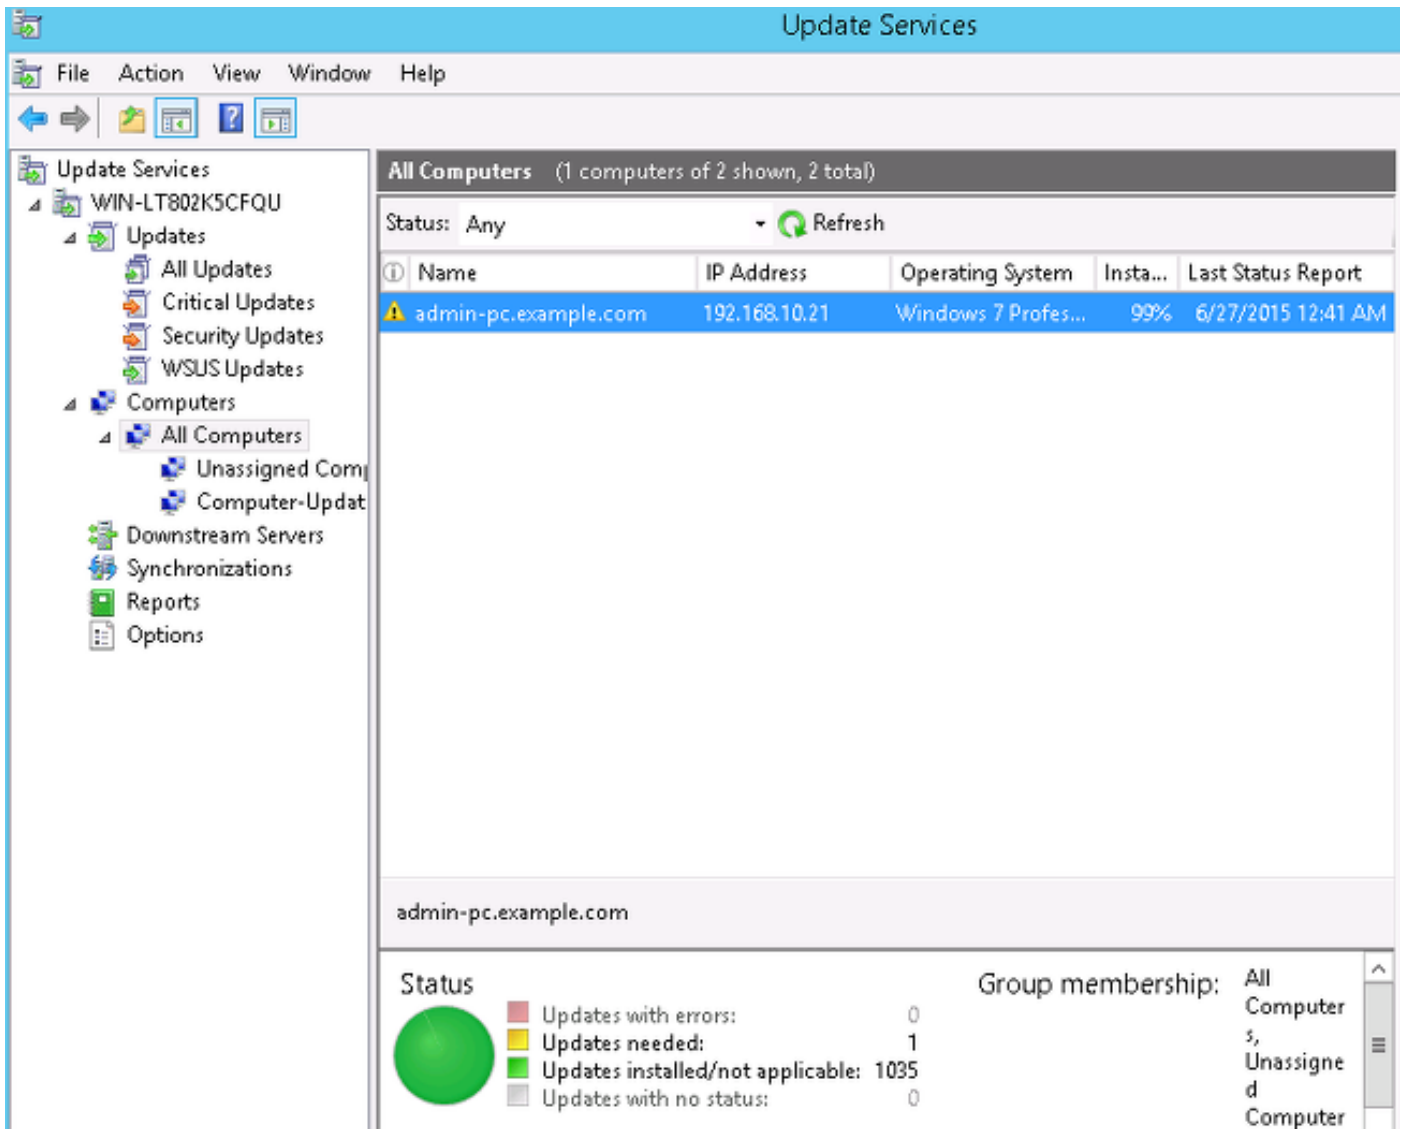 Update Services
File Action View Window Help
Update Services
WIN-LT802K5CFQU
Updates
All Updates
Critical Updates
Security Updates
WSUS Updates
Computers
All Computers
Unassigned Comp
Computer-Updat
Downstream Servers
Synchronizations
Reports
Options
All Computers (1 computers of 2 shown, 2 total)
Status: Any Refresh
Name IP Address Operating System Insta... Last Status Report
admin-pc.example.com 192.168.10.21 Windows 7 Profes... 99% 6/27/2015 12:41 AM
admin-pc.example.com
Status
Updates with errors: 0
Updates needed: 1
Updates installed/not applicable: 1035
Updates with no status: 0
Group membership:
All
Computer
s,
Unassigne
d
Computer